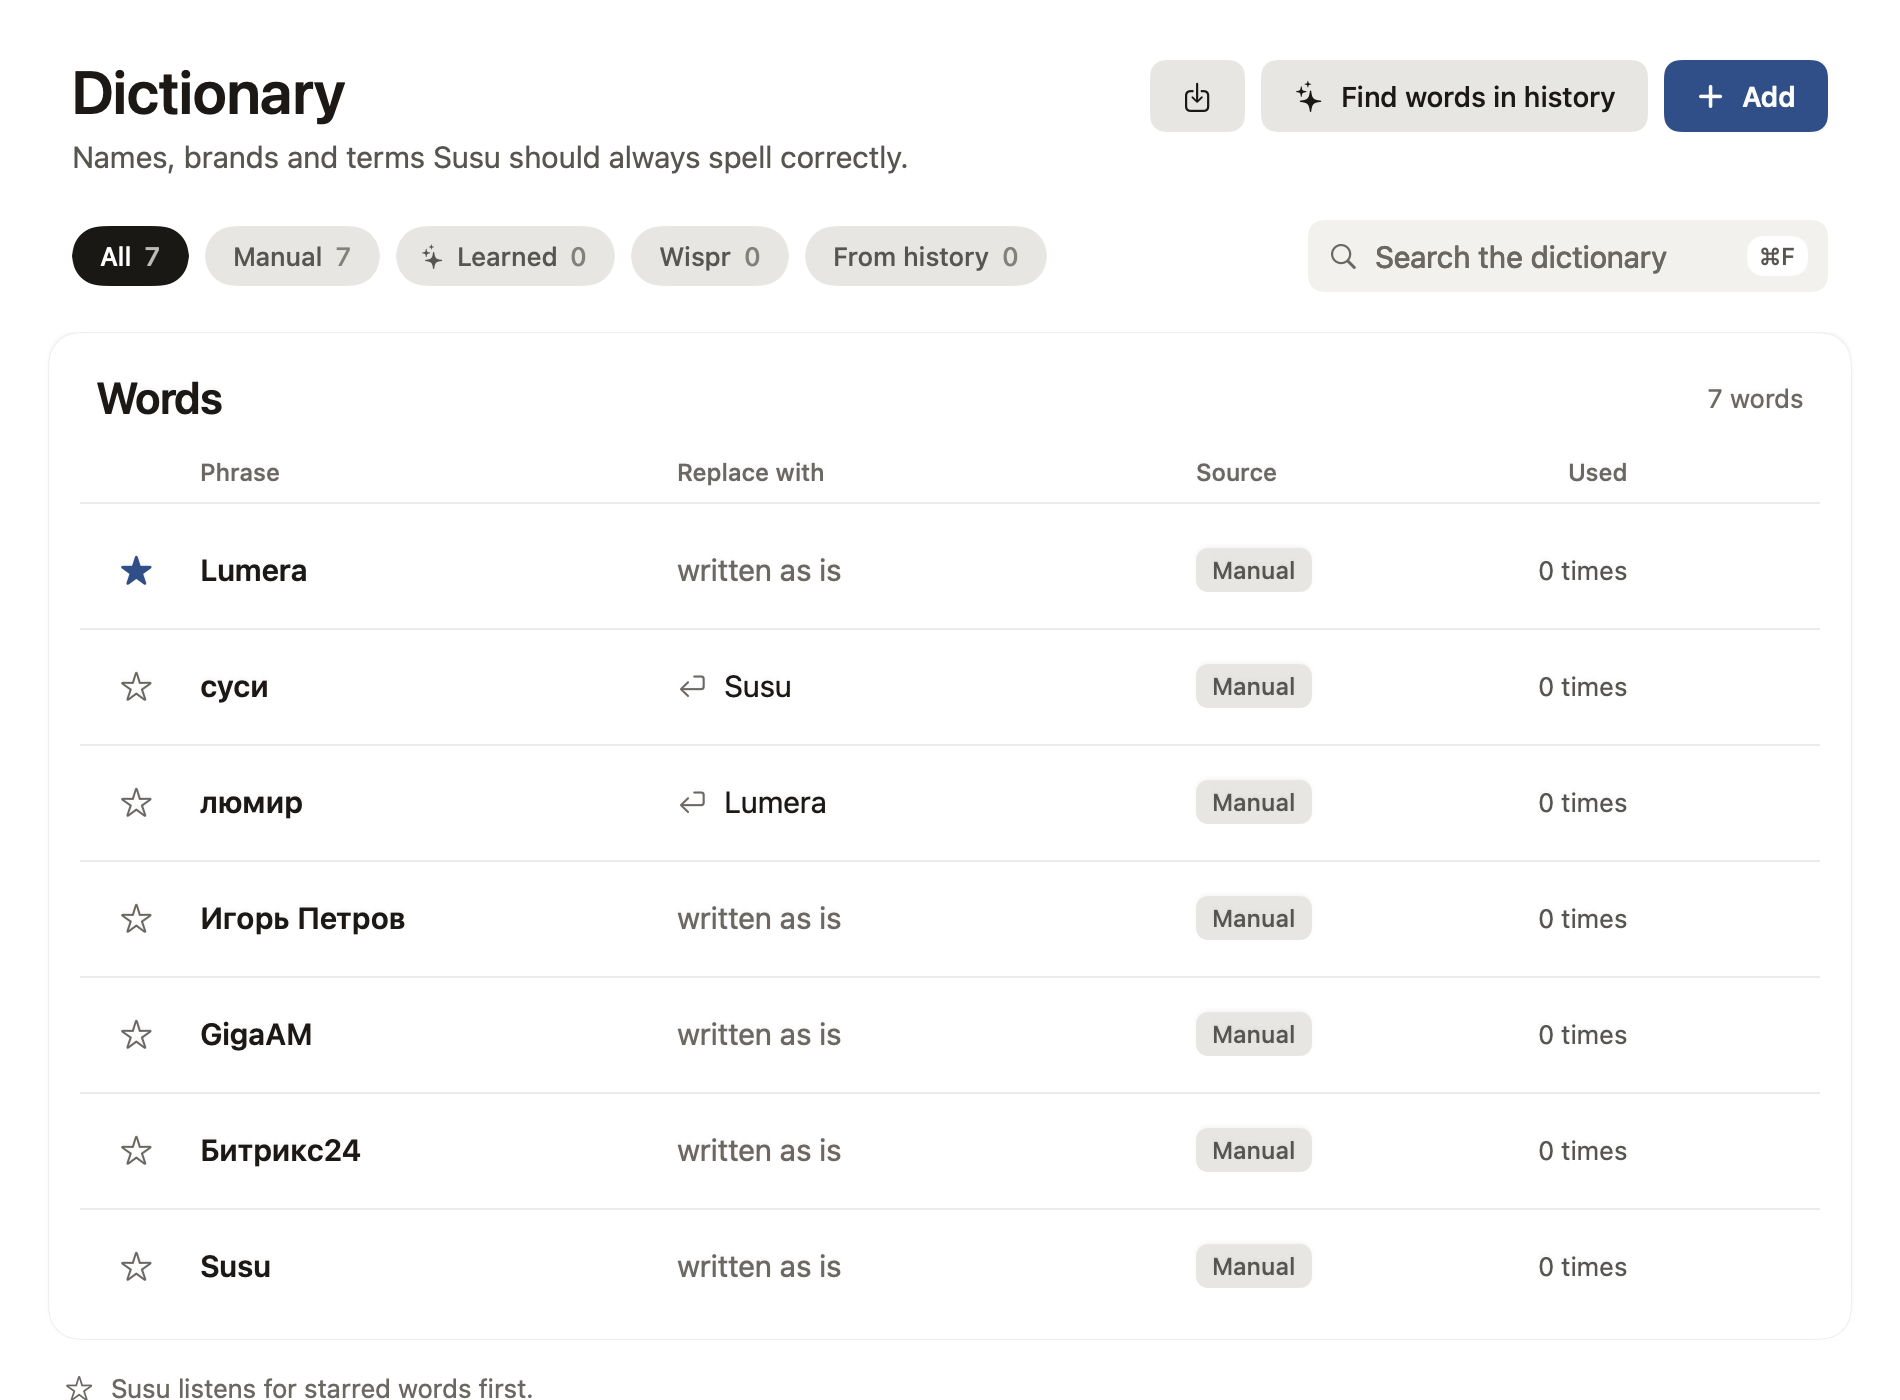 Dictionary
Find words in history
+ Add
Names, brands and terms Susu should always spell correctly.
All 7
Manual 7
Learned 0
Wispr 0
From history 0
Search the dictionary ⌘F
Words
7 words
Phrase Replace with Source Used
Lumera written as is Manual 0 times
суси Susu Manual 0 times
люмир Lumera Manual 0 times
Игорь Петров written as is Manual 0 times
GigaAM written as is Manual 0 times
Битрикс24 written as is Manual 0 times
Susu written as is Manual 0 times
Susu listens for starred words first.